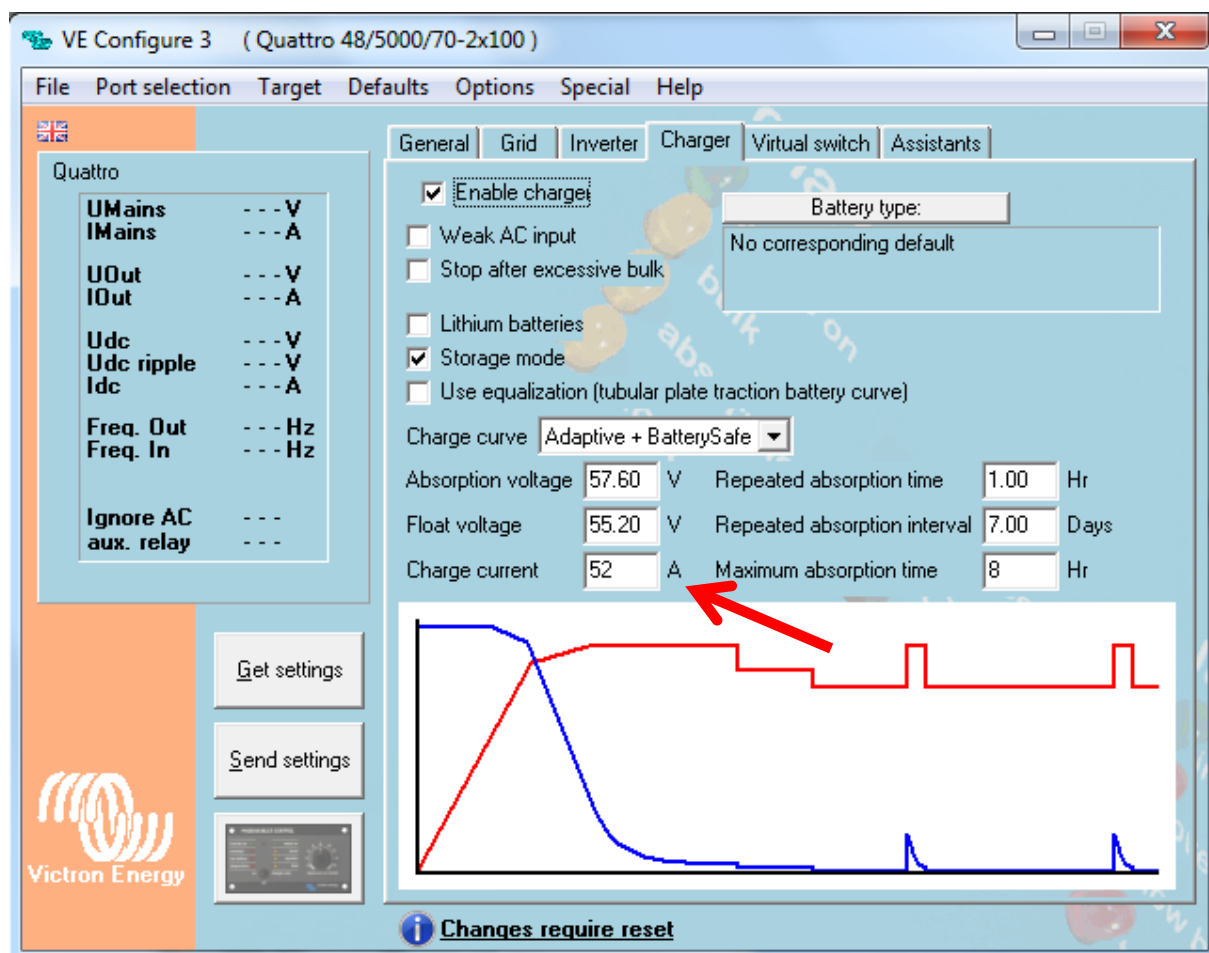 VE Configure 3 ( Quattro 48/5000/70-2x100 )
File Port selection Target Defaults Options Special Help
General Grid Inverter Charger Virtual switch Assistants
Quattro
UMains - - - V
IMains - - - A
UOut - - - V
IOut - - - A
Udc - - - V
Udc ripple - - - V
Idc - - - A
Freq. Out - - - Hz
Freq. In - - - Hz
Ignore AC - - -
aux. relay - - -
Enable charger
Battery type:
Weak AC input
No corresponding default
Stop after excessive bulk
Lithium batteries
Storage mode
Use equalization (tubular plate traction battery curve)
Charge curve Adaptive + BatterySafe
Absorption voltage 57.60 V Repeated absorption time 1.00 Hr
Float voltage 55.20 V Repeated absorption interval 7.00 Days
Charge current 52 A Maximum absorption time 8 Hr
Get settings
Send settings
Victron Energy
Changes require reset
bulk
abs
on